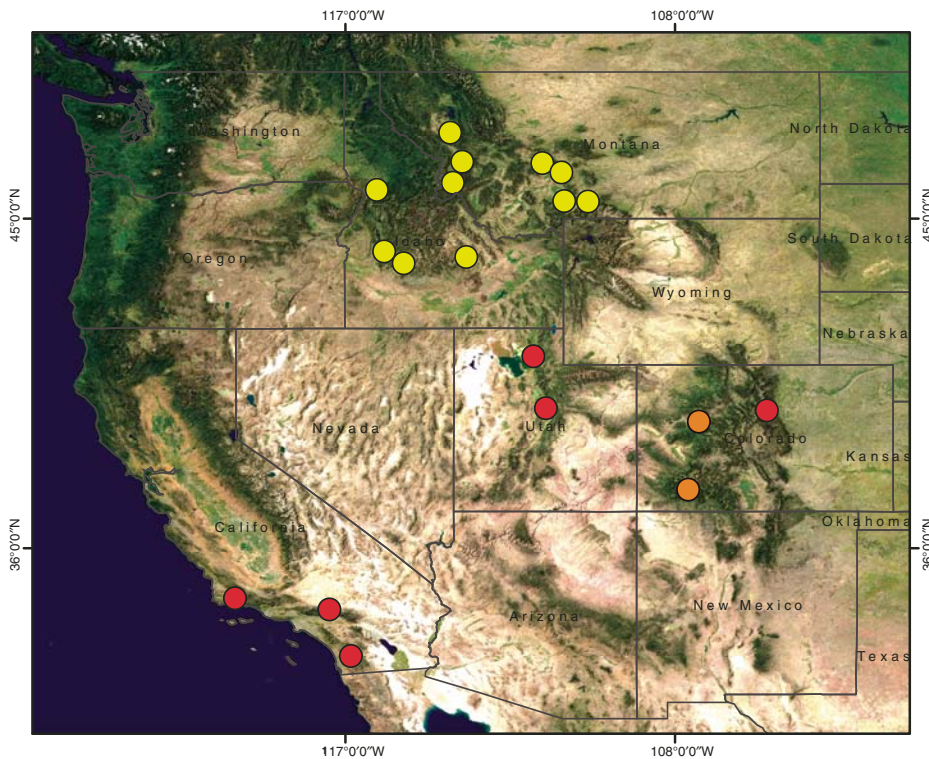 117°0′0″W 108°0′0″W
Washington
North Dakota
Montana
45°0′0″N 45°0′0″N
Idaho
South Dakota
Oregon
Wyoming
Nebraska
Nevada
Utah
Colorado
Kansas
Oklahoma
California
36°0′0″N 36°0′0″N
New Mexico
Arizona
Texas
117°0′0″W 108°0′0″W